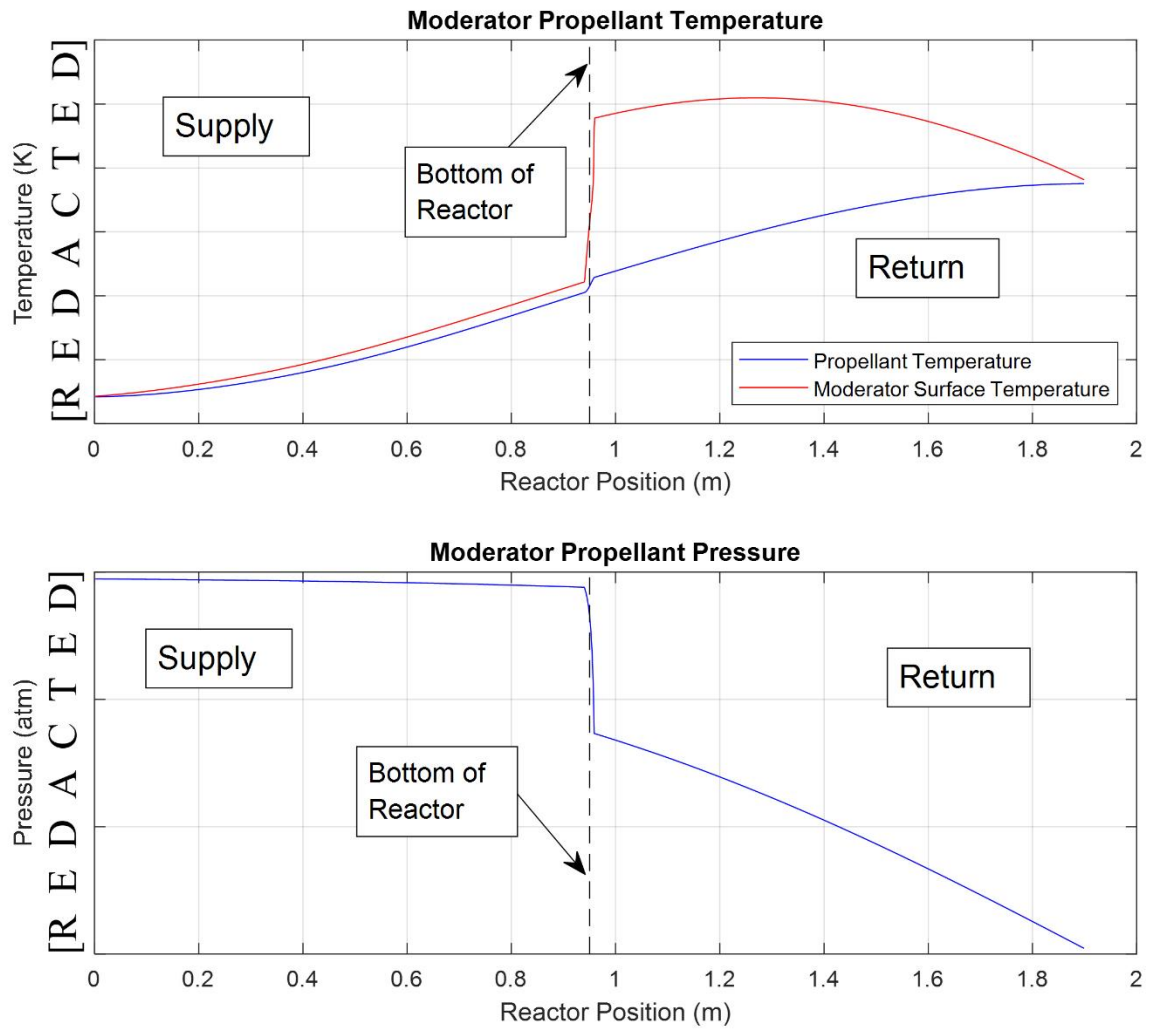 Moderator Propellant Temperature
Temperature (K)
[R E D A C T E D]
Supply
Bottom of
Reactor
Return
Propellant Temperature
Moderator Surface Temperature
0 0.2 0.4 0.6 0.8 1 1.2 1.4 1.6 1.8 2
Reactor Position (m)
Moderator Propellant Pressure
Pressure (atm)
[R E D A C T E D]
Supply
Return
Bottom of
Reactor
0 0.2 0.4 0.6 0.8 1 1.2 1.4 1.6 1.8 2
Reactor Position (m)